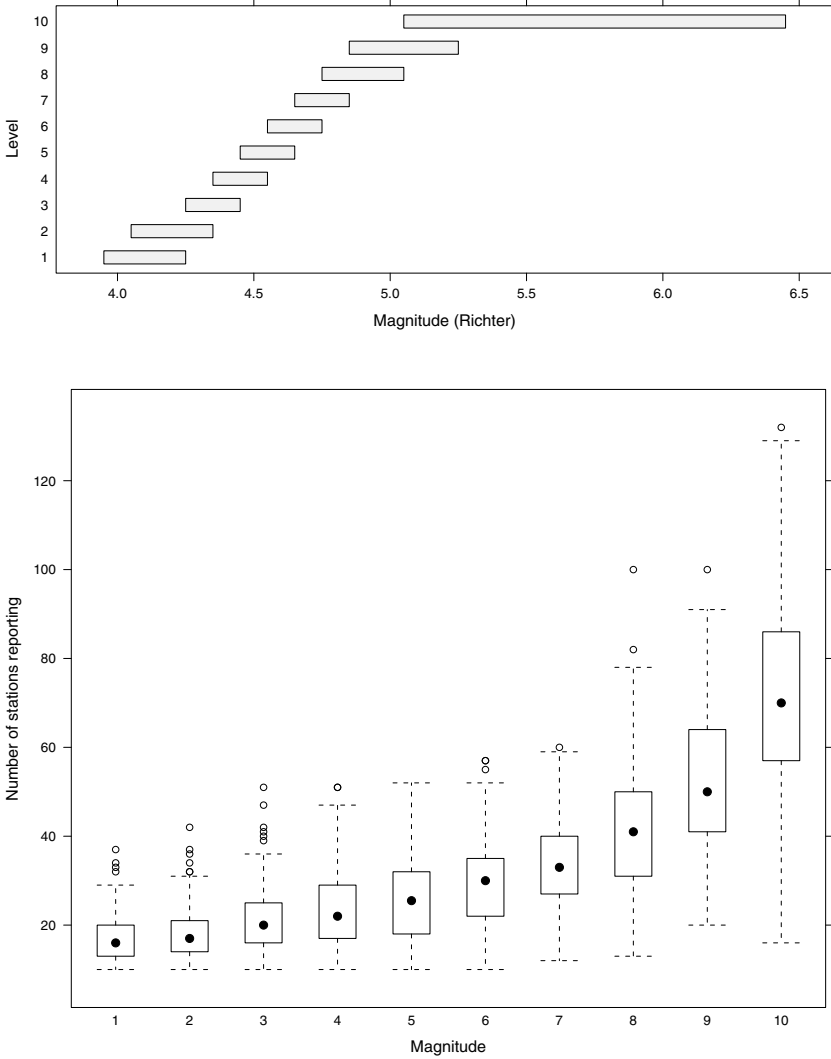 10
9
8
7
6
5
4
3
2
1
Level
4.0 4.5 5.0 5.5 6.0 6.5
Magnitude (Richter)
120
100
80
60
40
20
Number of stations reporting
1 2 3 4 5 6 7 8 9 10
Magnitude